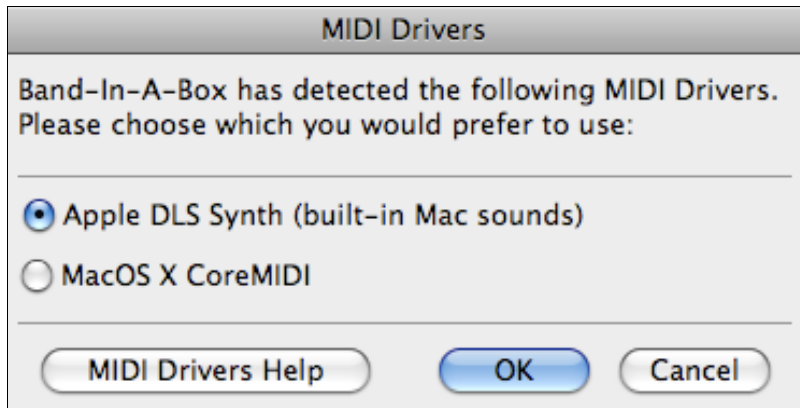 MIDI Drivers
Band-In-A-Box has detected the following MIDI Drivers.
Please choose which you would prefer to use:
Apple DLS Synth (built-in Mac sounds)
MacOS X CoreMIDI
MIDI Drivers Help
OK
Cancel